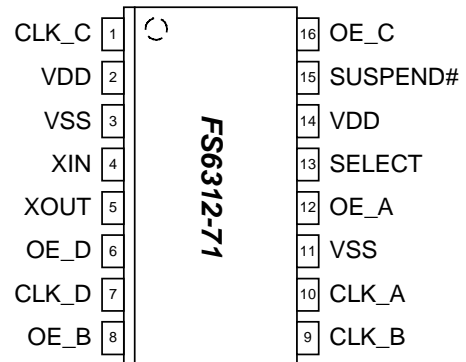 CLK_C 1 16 OE_C
VDD 2 15 SUSPEND#
VSS 3 14 VDD
XIN 4 13 SELECT
XOUT 5 12 OE_A
OE_D 6 11 VSS
CLK_D 7 10 CLK_A
OE_B 8 9 CLK_B
FS6312-71